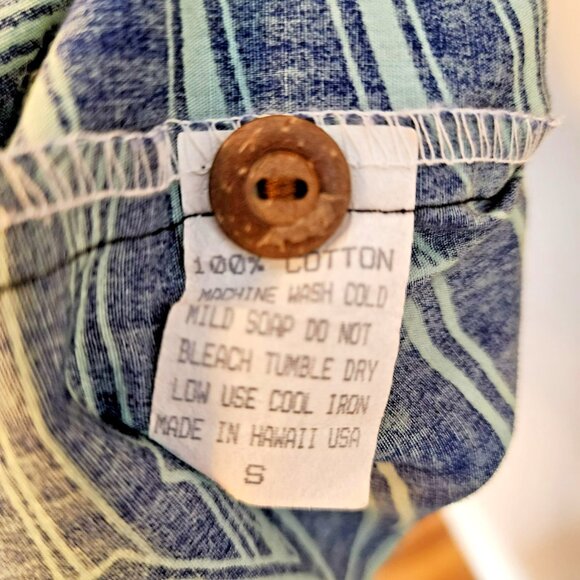 100% COTTON
MACHINE WASH COLD
MILD SOAP DO NOT
BLEACH TUMBLE DRY
LOW USE COOL IRON
MADE IN HAWAII USA
S